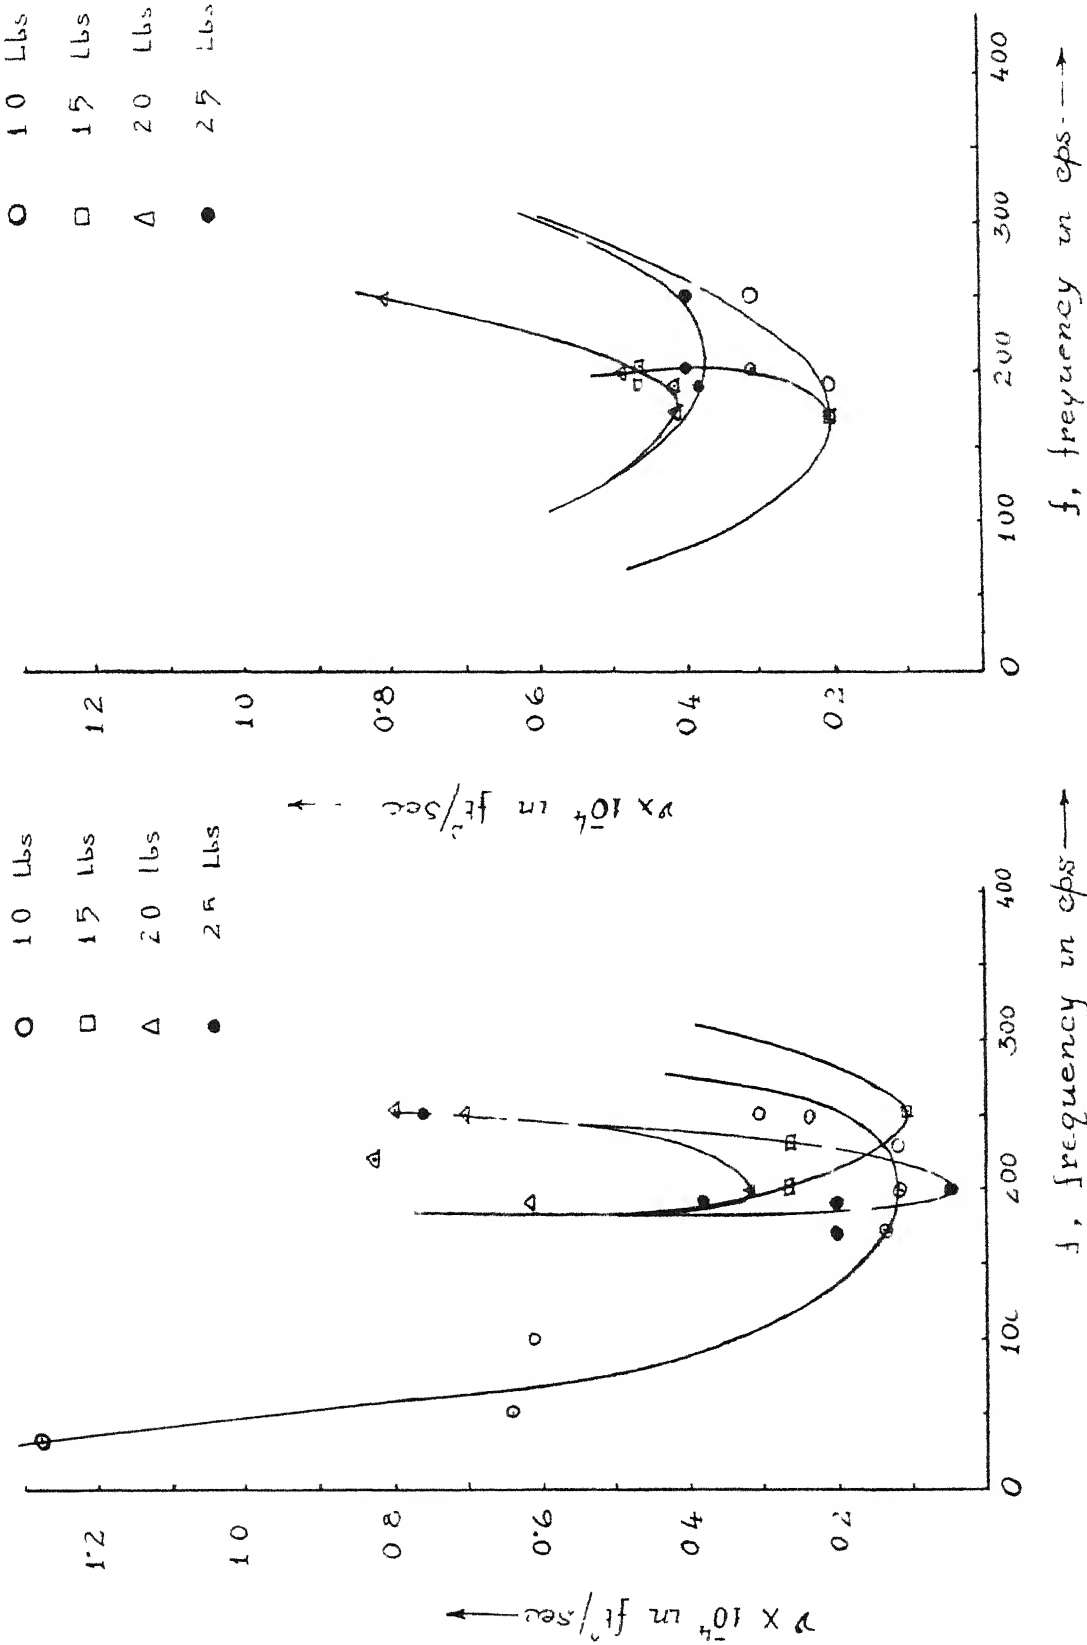 O 10 Lbs
□ 15 Lbs
△ 20 lbs
● 25 Lbs
1·2
1 0
0 8
0·6
0 4
0 2
0
100
200
300
400
ν × 10⁻⁴ in ft²/sec
f, frequency in cps
O 10 Lbs
□ 15 Lbs
△ 20 Lbs
● 25 Lbs
1 2
1 0
0·8
0 6
0 4
0 2
0
100
200
300
400
ν × 10⁻⁴ in ft²/sec
f, frequency in cps